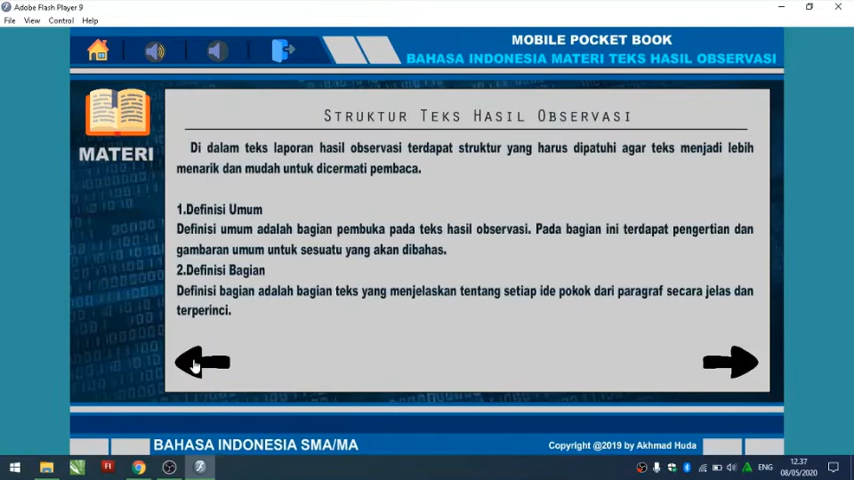 Adobe Flash Player 9
File View Control Help
MOBILE POCKET BOOK
BAHASA INDONESIA MATERI TEKS HASIL OBSERVASI
MATERI
STRUKTUR TEKS HASIL OBSERVASI
Di dalam teks laporan hasil observasi terdapat struktur yang harus dipatuhi agar teks menjadi lebih
menarik dan mudah untuk dicermati pembaca.
1.Definisi Umum
Definisi umum adalah bagian pembuka pada teks hasil observasi. Pada bagian ini terdapat pengertian dan
gambaran umum untuk sesuatu yang akan dibahas.
2.Definisi Bagian
Definisi bagian adalah bagian teks yang menjelaskan tentang setiap ide pokok dari paragraf secara jelas dan
terperinci.
BAHASA INDONESIA SMA/MA
Copyright @2019 by Akhmad Huda
ENG
12.37
08/05/2020